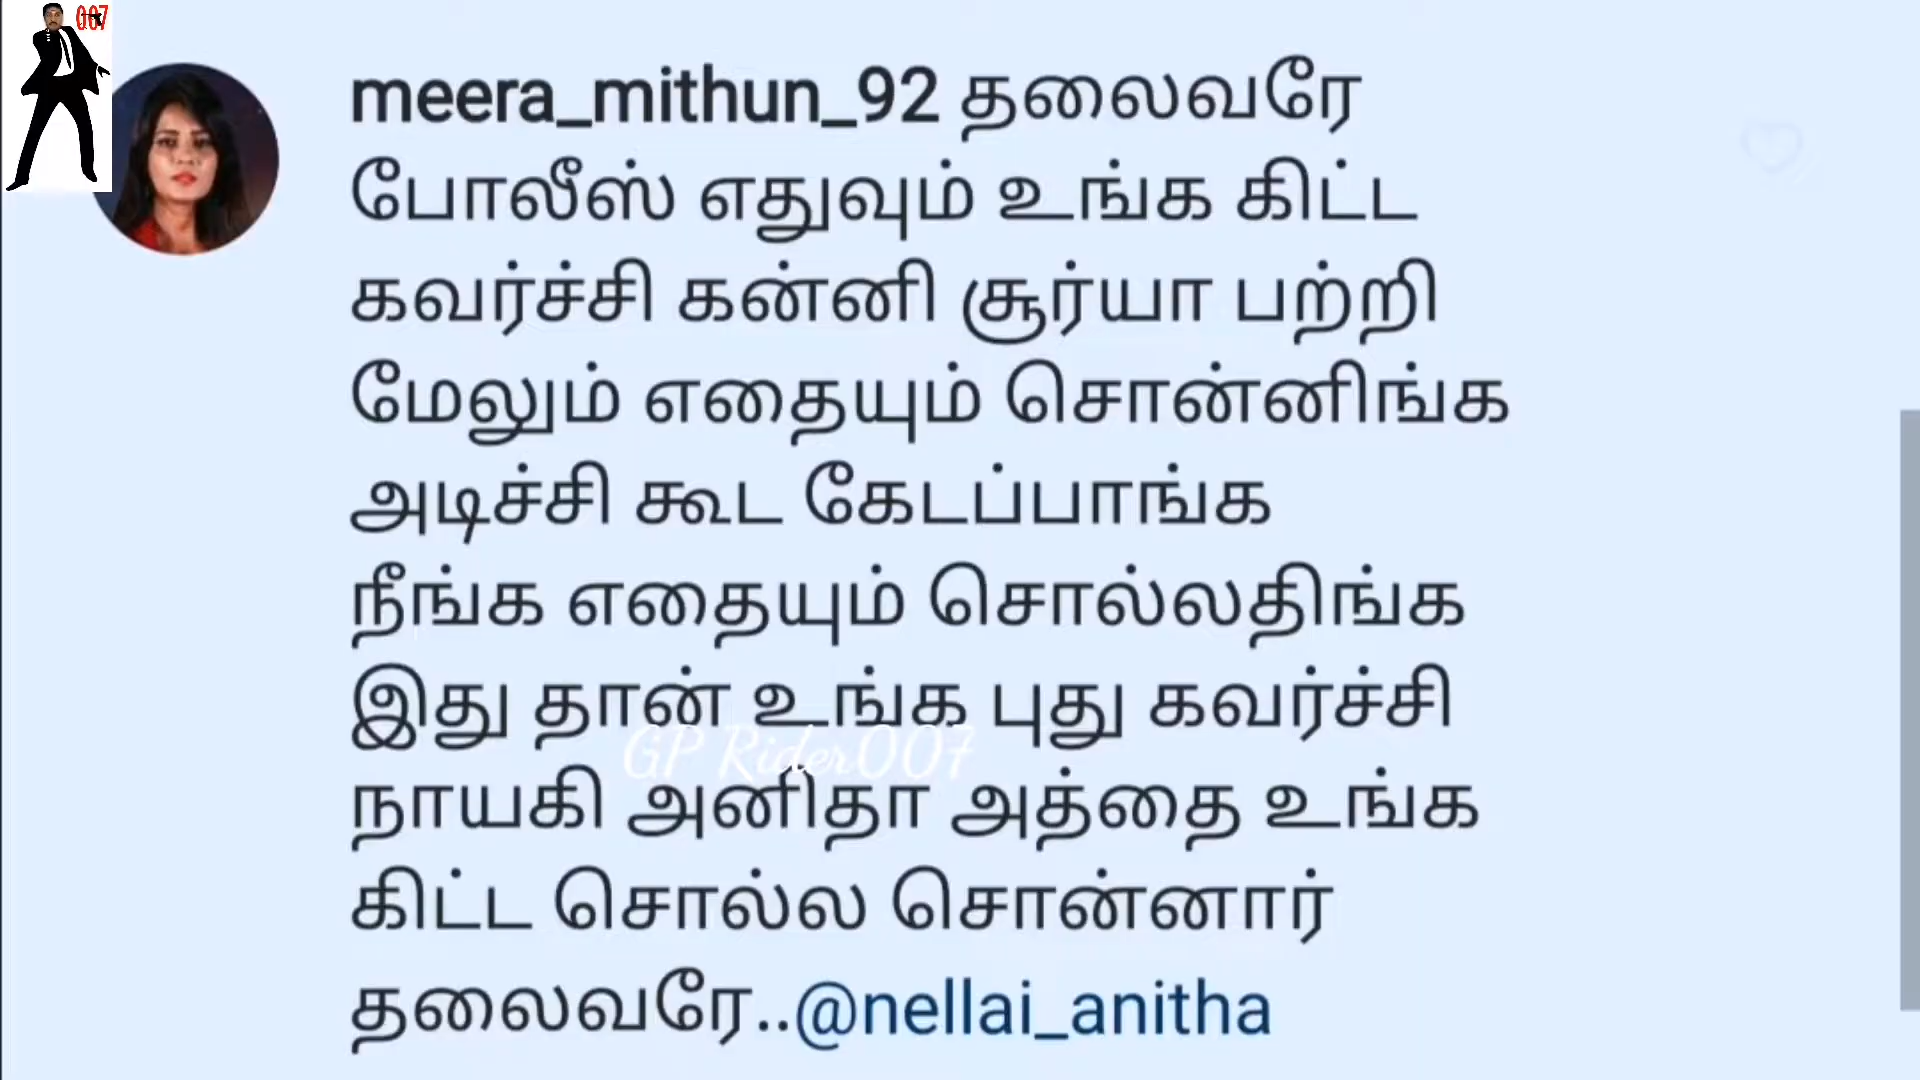 007
meera_mithun_92 தலைவரே
போலீஸ் எதுவும் உங்க கிட்ட
கவர்ச்சி கன்னி சூர்யா பற்றி
மேலும் எதையும் சொன்னிங்க
அடிச்சி கூட கேடப்பாங்க
நீங்க எதையும் சொல்லதிங்க
இது தான் உங்க புது கவர்ச்சி
GP Rider007
நாயகி அனிதா அத்தை உங்க
கிட்ட சொல்ல சொன்னார்
தலைவரே..@nellai_anitha